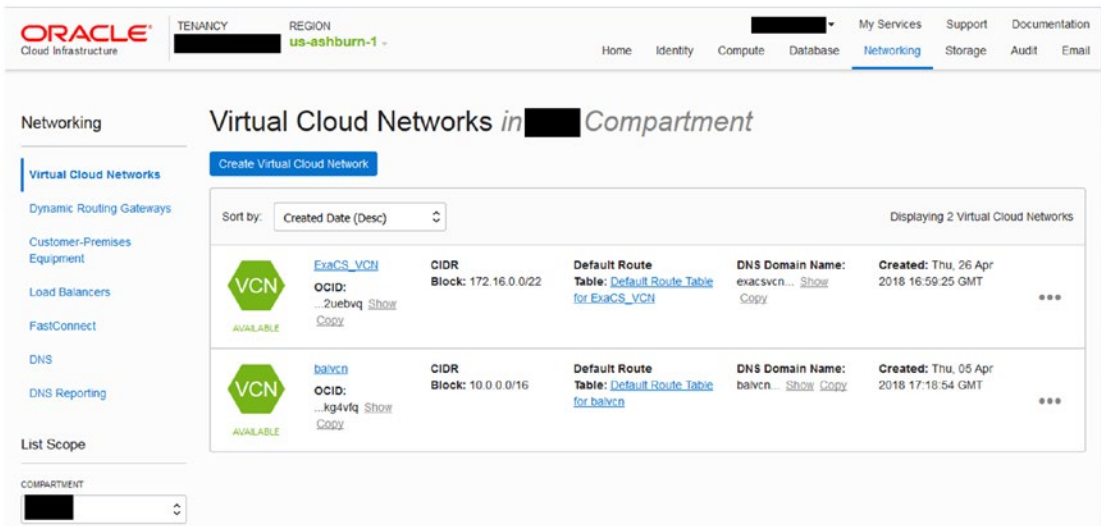 ORACLE®
Cloud Infrastructure
TENANCY
REGION
us-ashburn-1
My Services Support Documentation
Home Identity Compute Database Networking Storage Audit Email
Networking
Virtual Cloud Networks
Dynamic Routing Gateways
Customer-Premises
Equipment
Load Balancers
FastConnect
DNS
DNS Reporting
List Scope
COMPARTMENT
Virtual Cloud Networks in Compartment
Create Virtual Cloud Network
Sort by: Created Date (Desc)
Displaying 2 Virtual Cloud Networks
VCN
AVAILABLE
ExaCS_VCN
OCID:
...2uebvq Show
Copy
CIDR
Block: 172.16.0.0/22
Default Route
Table: Default Route Table
for ExaCS_VCN
DNS Domain Name:
exacsvcn... Show
Copy
Created: Thu, 26 Apr
2018 16:59:25 GMT
VCN
AVAILABLE
balvcn
OCID:
...kg4vfq Show
Copy
CIDR
Block: 10.0.0.0/16
Default Route
Table: Default Route Table
for balvcn
DNS Domain Name:
balvcn... Show Copy
Created: Thu, 05 Apr
2018 17:18:54 GMT